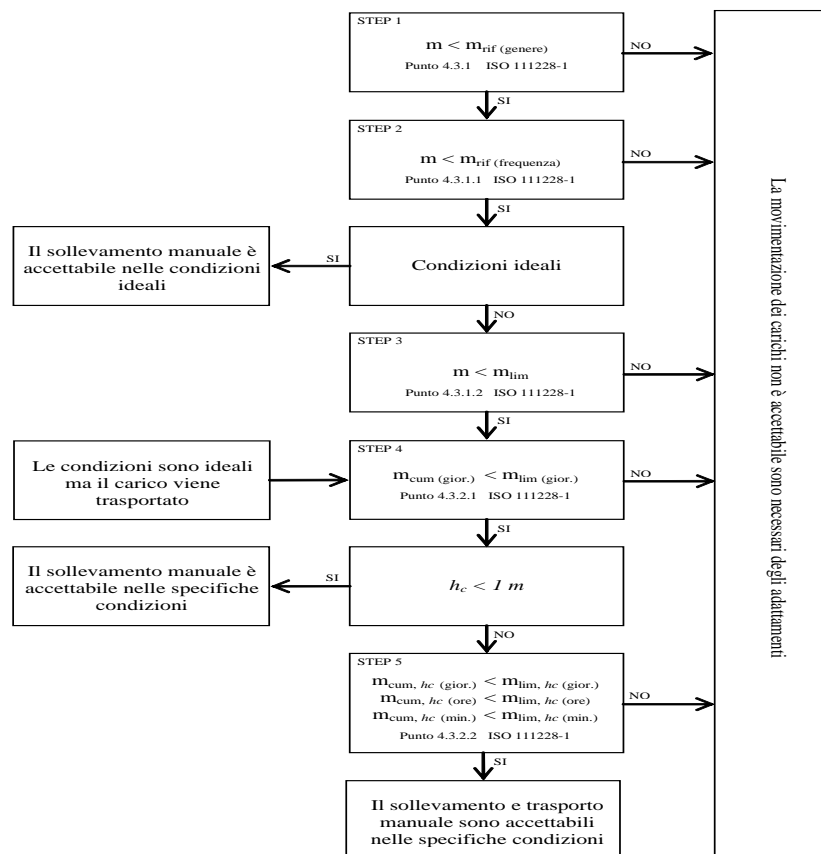 STEP 1
m < mrif (genere)
Punto 4.3.1 ISO 111228-1
NO
SI
STEP 2
m < mrif (frequenza)
Punto 4.3.1.1 ISO 111228-1
NO
SI
Il sollevamento manuale è
accettabile nelle condizioni
ideali
SI
Condizioni ideali
NO
STEP 3
m < mlim
Punto 4.3.1.2 ISO 111228-1
NO
SI
Le condizioni sono ideali
ma il carico viene
trasportato
STEP 4
mcum (gior.) < mlim (gior.)
Punto 4.3.2.1 ISO 111228-1
NO
SI
Il sollevamento manuale è
accettabile nelle specifiche
condizioni
SI
hc < 1 m
NO
STEP 5
mcum, hc (gior.) < mlim, hc (gior.)
mcum, hc (ore) < mlim, hc (ore)
mcum, hc (min.) < mlim, hc (min.)
Punto 4.3.2.2 ISO 111228-1
NO
SI
Il sollevamento e trasporto
manuale sono accettabili
nelle specifiche condizioni
La movimentazione dei carichi non è accettabile sono necessari degli adattamenti